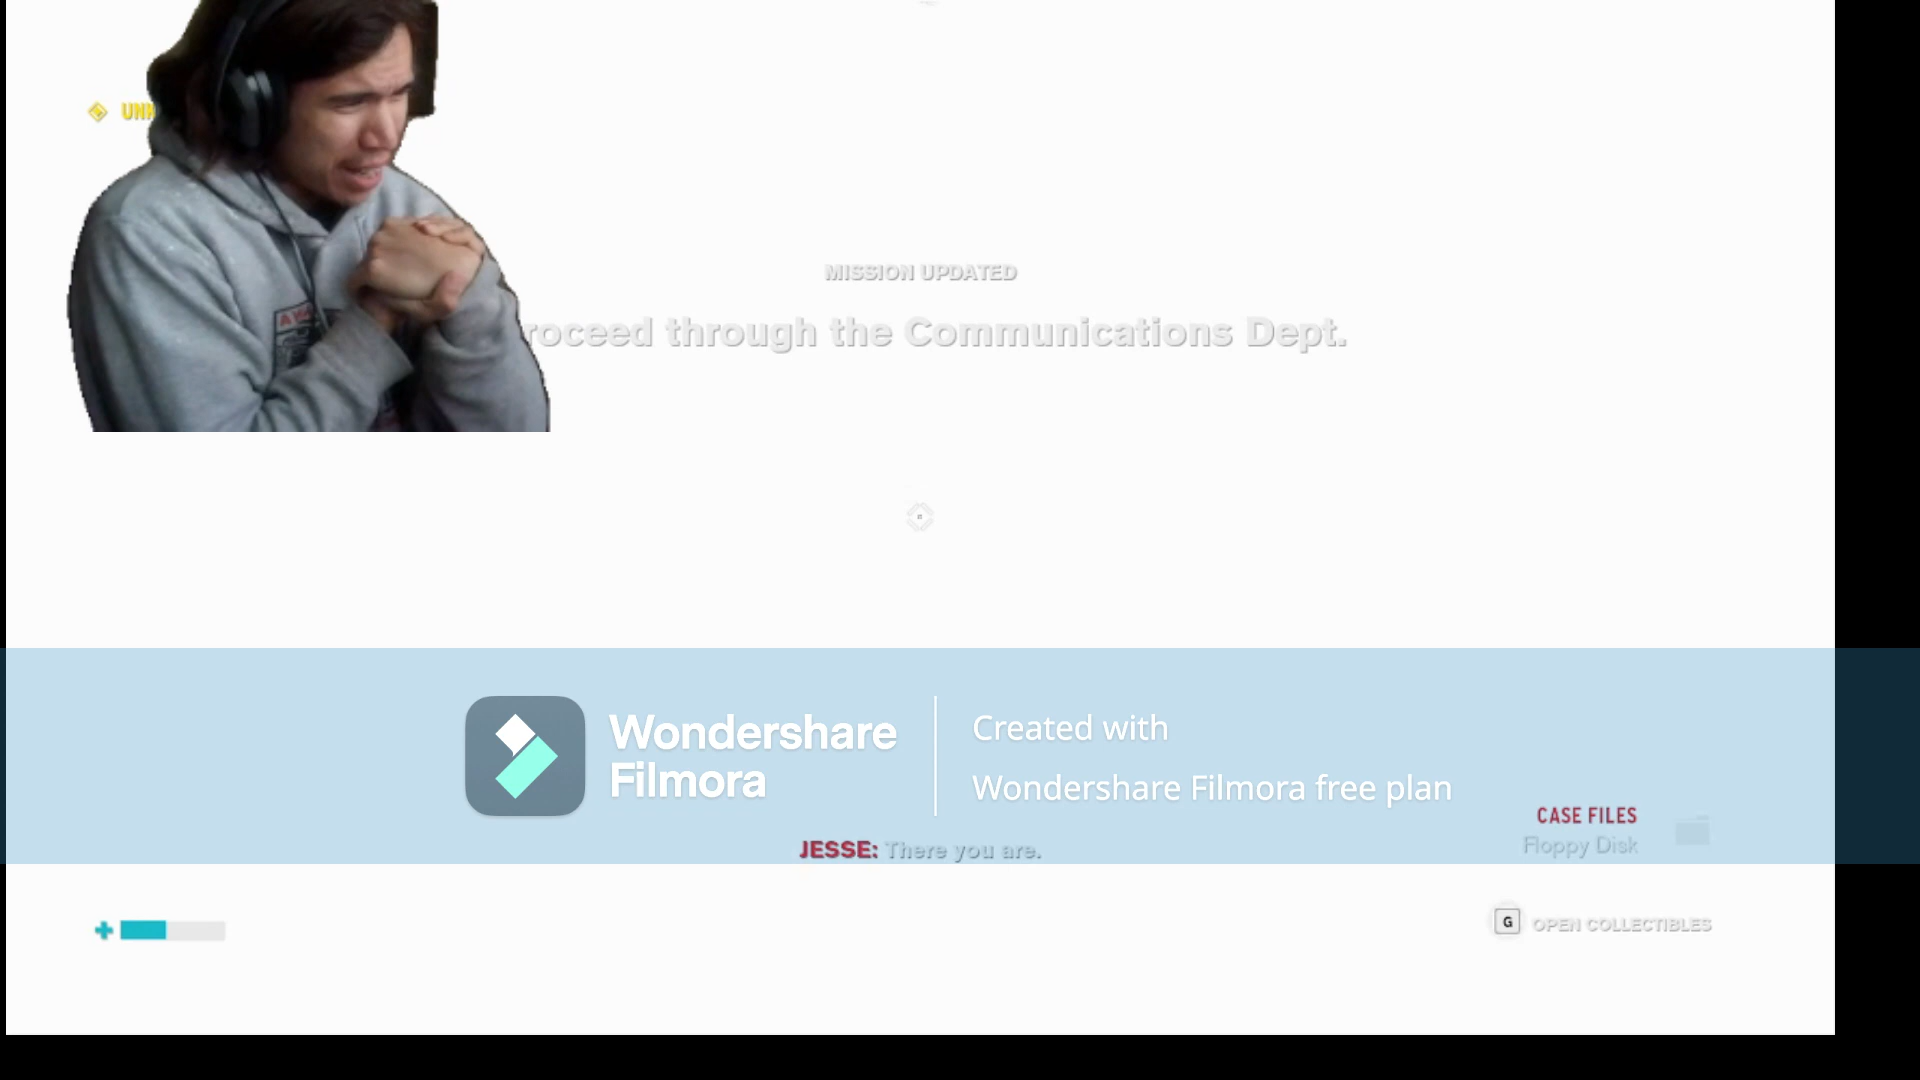 MISSION UPDATED
roceed through the Communications Dept.
Wondershare
Filmora
Created with
Wondershare Filmora free plan
CASE FILES
Floppy Disk
JESSE: There you are.
G OPEN COLLECTIBLES